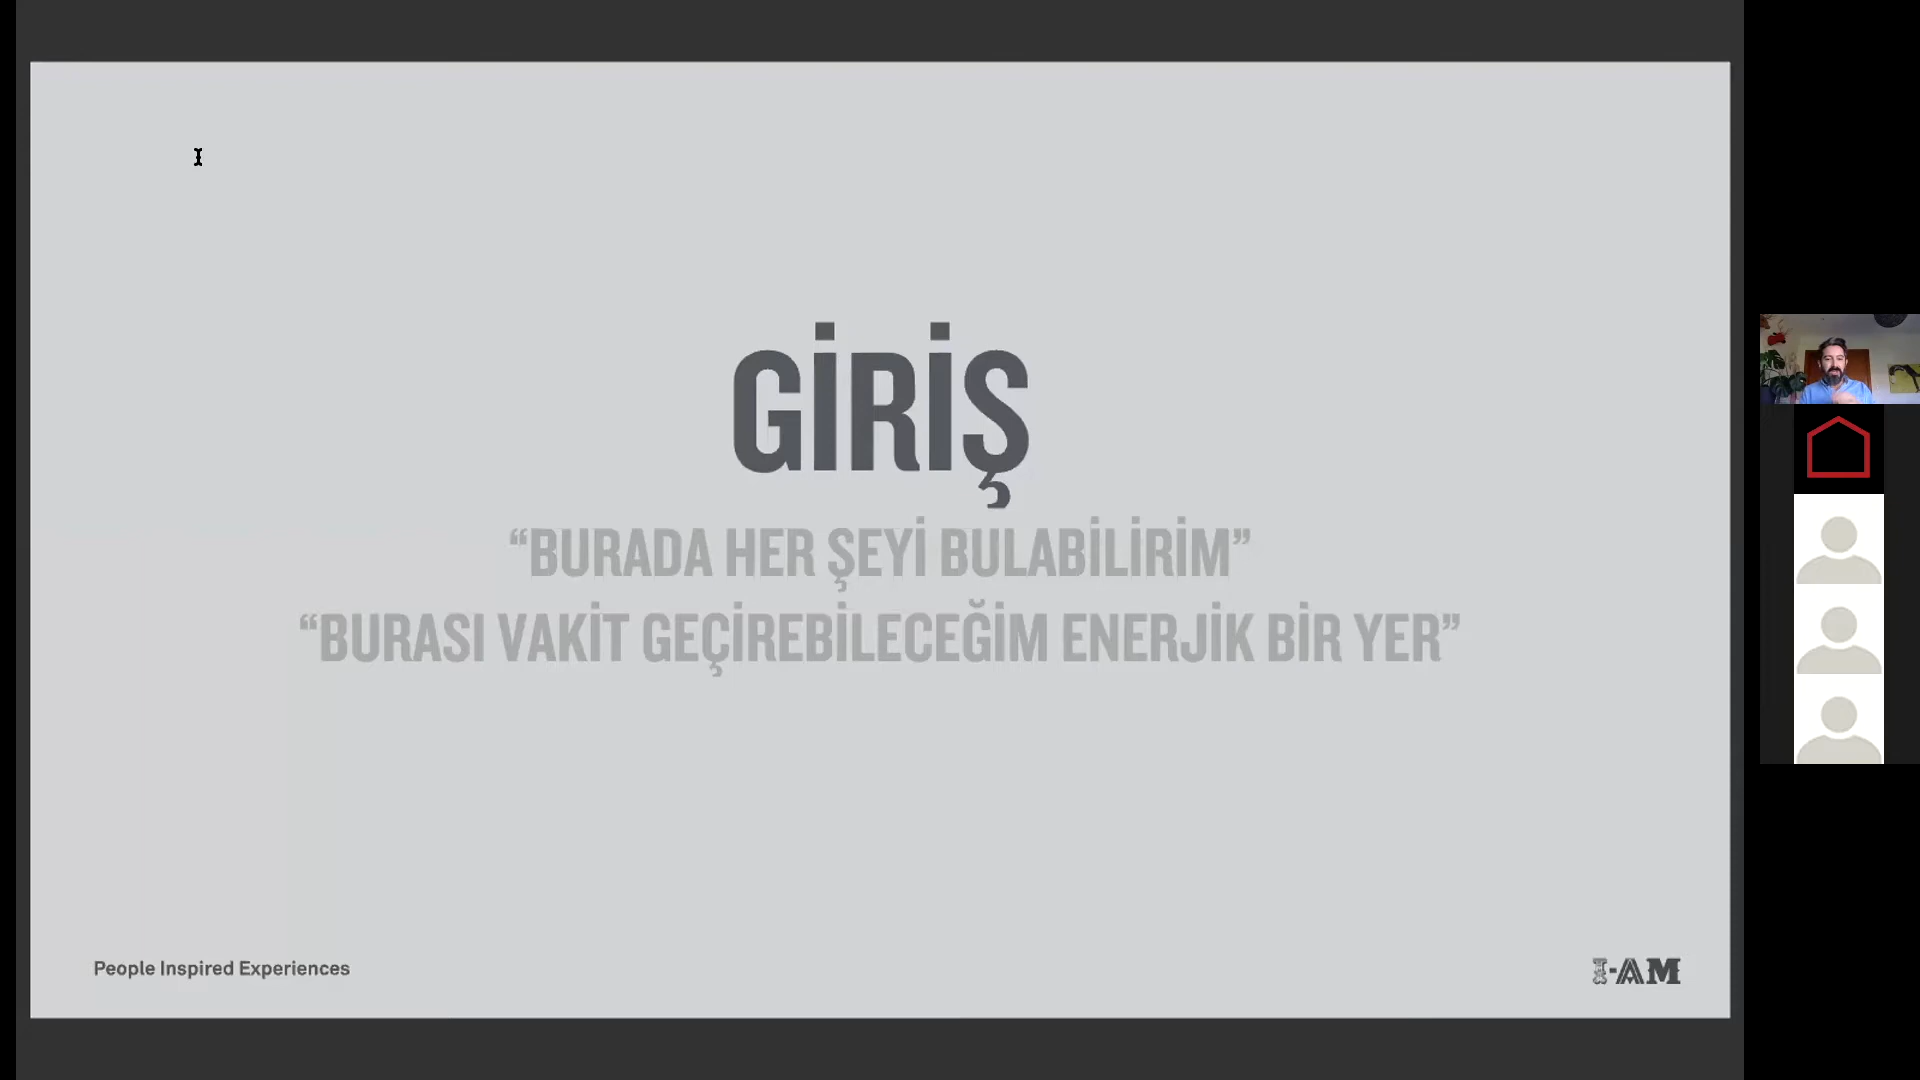 GİRİŞ
“BURADA HER ŞEYİ BULABİLİRİM”
“BURASI VAKİT GEÇİREBİLECEĞİM ENERJİK BİR YER”
People Inspired Experiences
I-AM